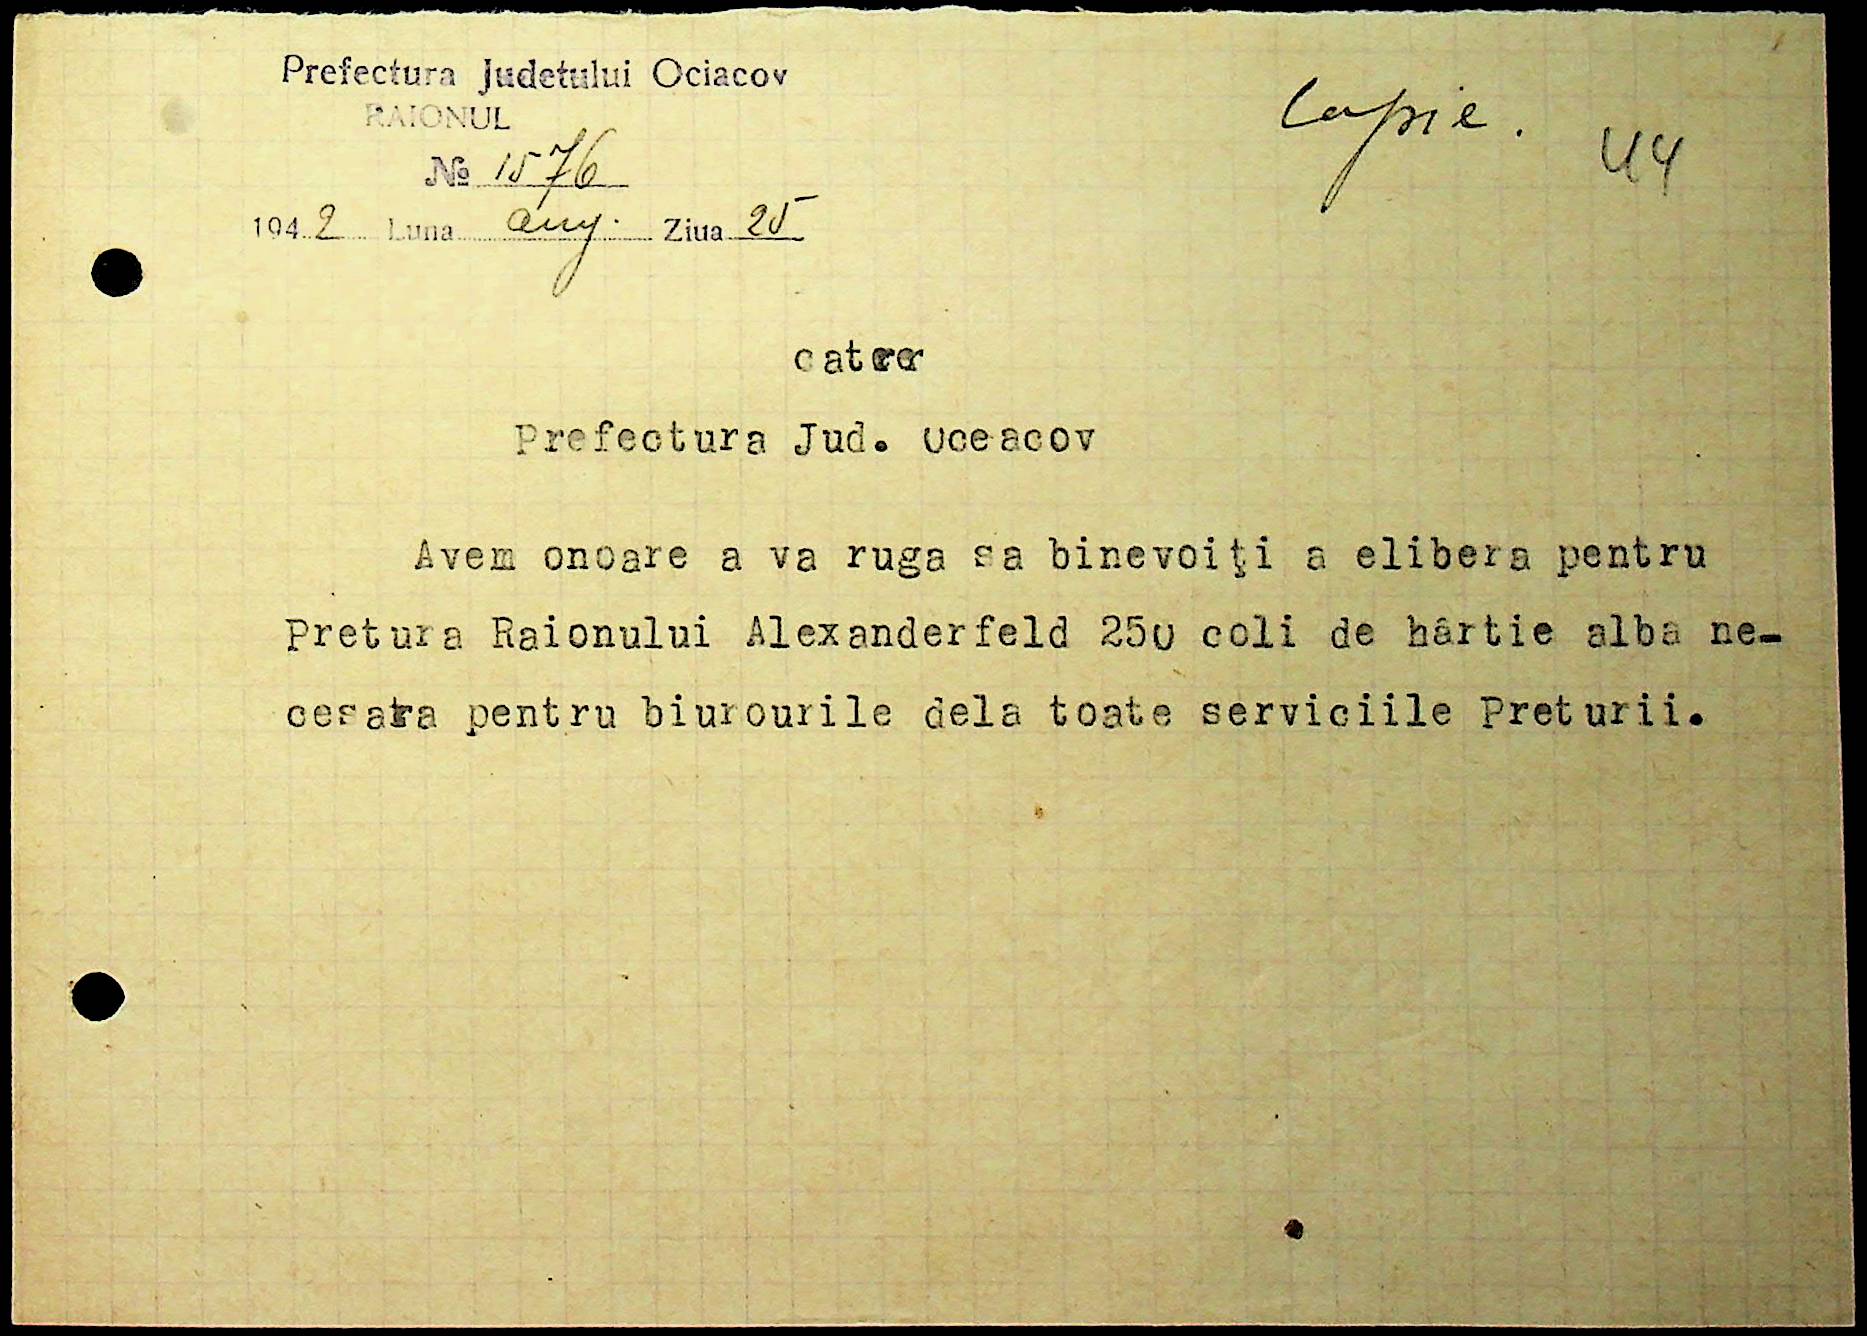 Prefectura Judetului Ociacov
RAIONUL
№ 1576
1942 Luna aug. Ziua 25
Copie.
44
catre
Prefectura Jud. Oceacov
Avem onoare a va ruga sa binevoiţi a elibera pentru
Pretura Raionului Alexanderfeld 250 coli de hârtie alba ne-
cesara pentru biurourile dela toate serviciile Preturii.